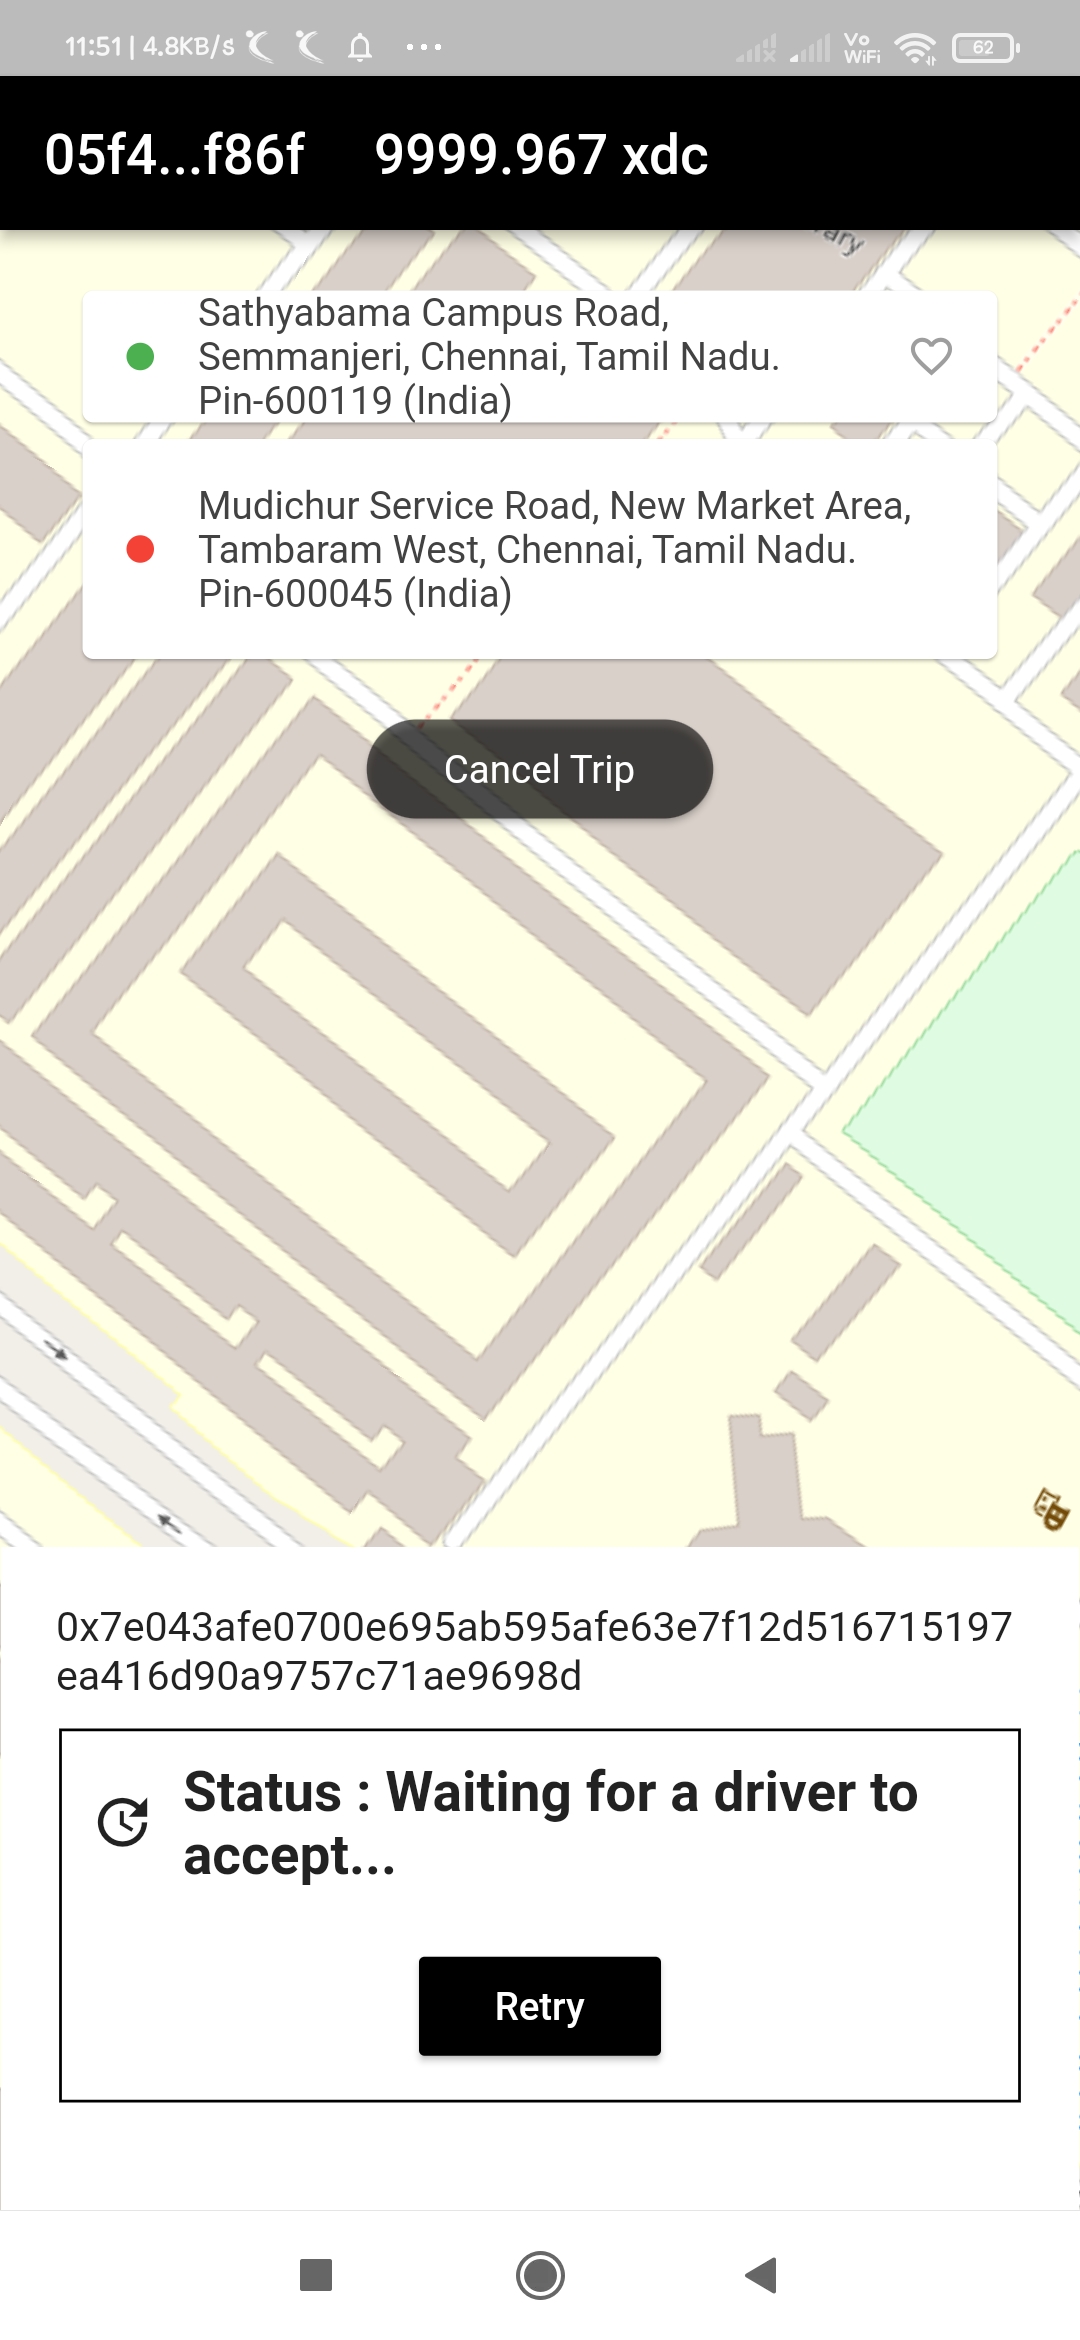 11:51 | 4.8KB/s
Vo
WiFi
62
05f4...f86f 9999.967 xdc
Sathyabama Campus Road,
Semmanjeri, Chennai, Tamil Nadu.
Pin-600119 (India)
Mudichur Service Road, New Market Area,
Tambaram West, Chennai, Tamil Nadu.
Pin-600045 (India)
Cancel Trip
0x7e043afe0700e695ab595afe63e7f12d516715197
ea416d90a9757c71ae9698d
Status : Waiting for a driver to
accept...
Retry